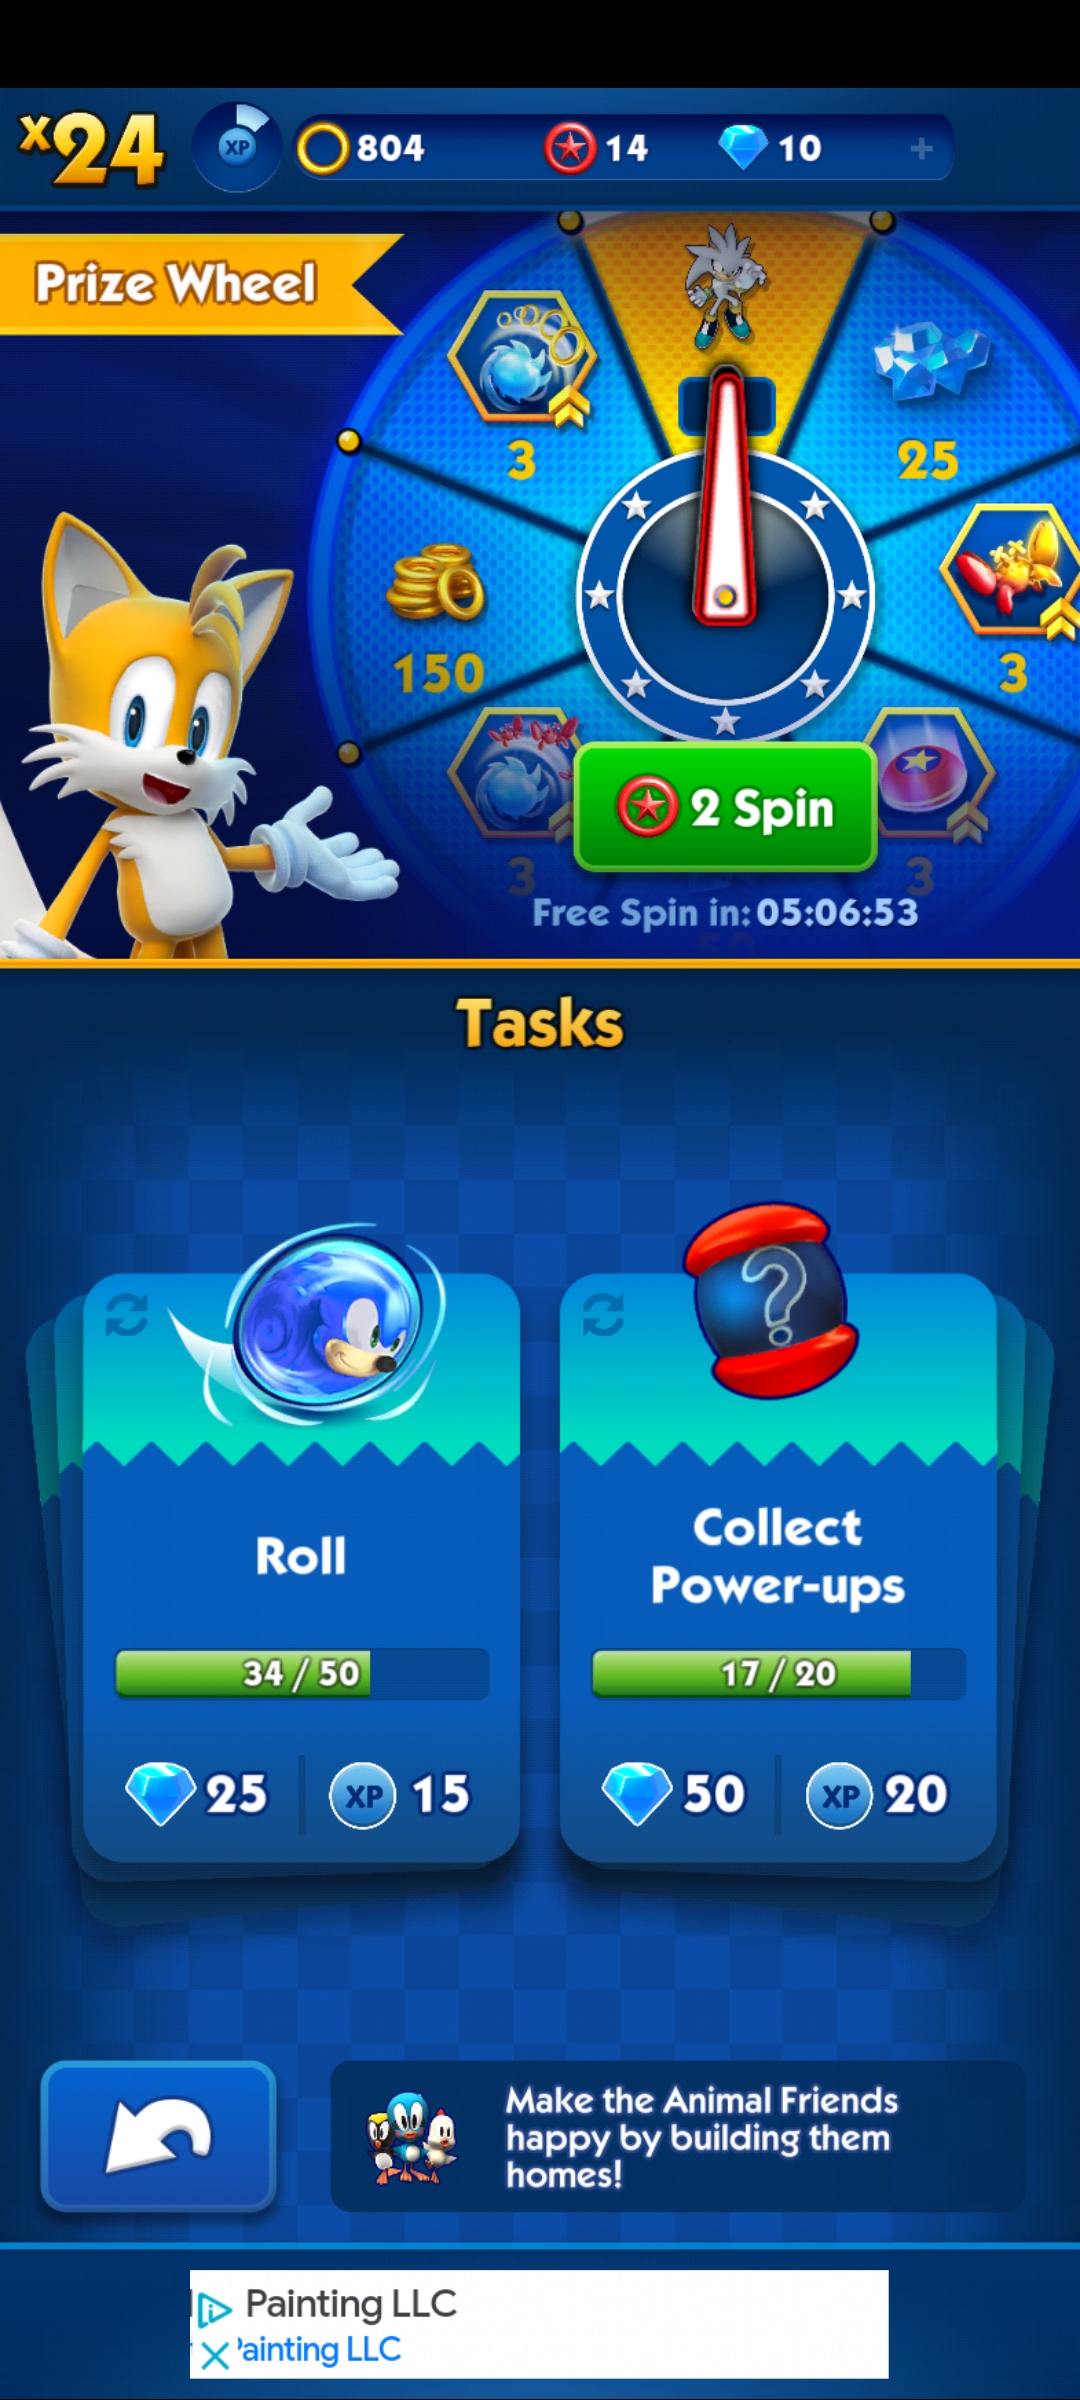 x24
XP
804
14
10
+
Prize Wheel
3
25
150
3
3
3
2 Spin
Free Spin in: 05:06:53
Tasks
?
Roll
Collect
Power-ups
34 / 50
17 / 20
25
XP 15
50
XP 20
Make the Animal Friends
happy by building them
homes!
Painting LLC
Painting LLC